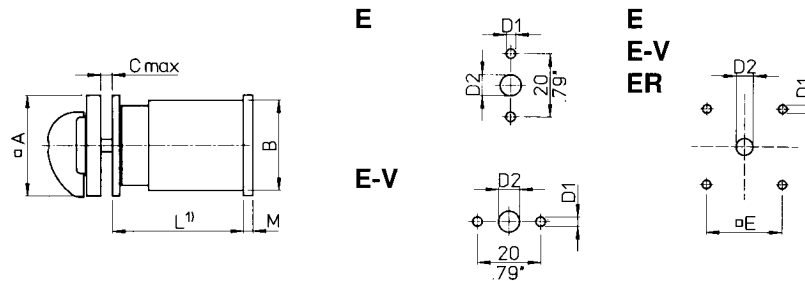 C max
□ A
B
L¹⁾
M
E
D1
D2
20
.79"
E-V
D2
D1
20
.79"
E
E-V
ER
D2
D1
□E